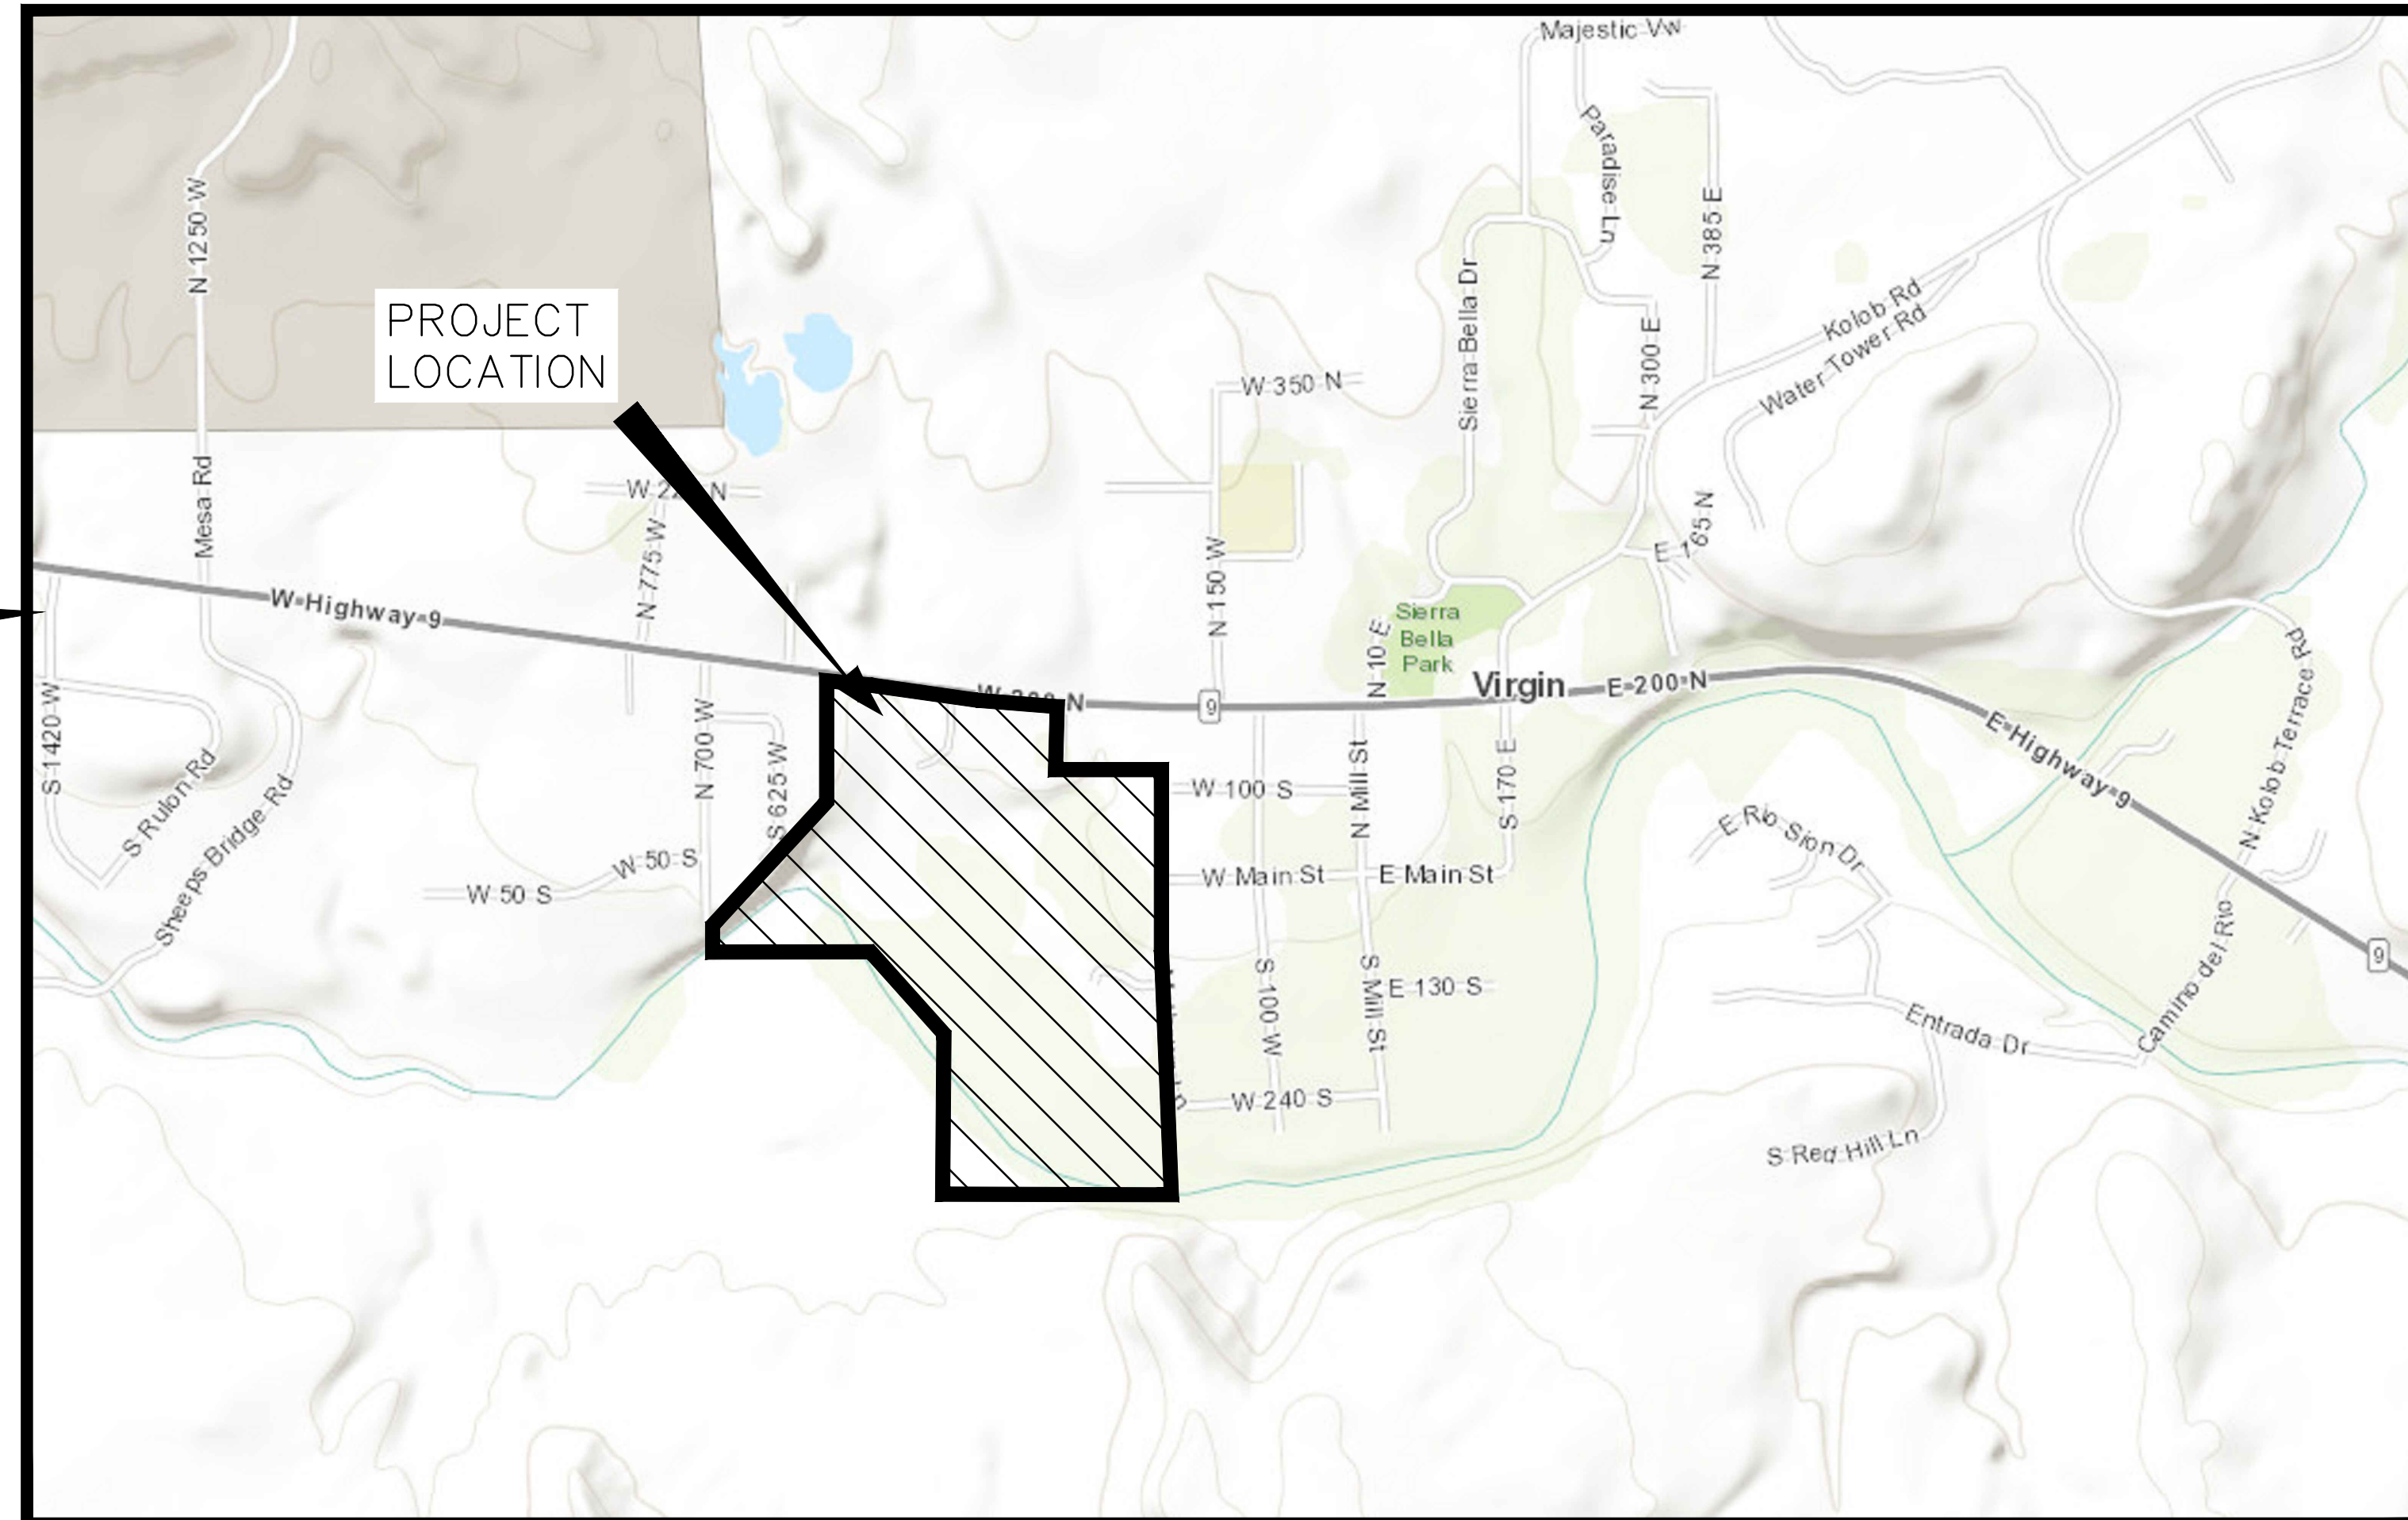 Majestic Vw
Paradise Ln
N 385 E
N 1250 W
Sierra Bella Dr
PROJECT
LOCATION
Kolob Rd
Water Tower Rd
N 300 E
W 350 N
Mesa Rd
N
N 775 W
E 165 N
N 150 W
W Highway 9
Sierra
Bella
Park
N 10 E
N Kolob Terrace Rd
Virgin
E 200 N
W 200 N
9
N 700 W
S 625 W
S 1420 W
E Highway 9
S Rulon Rd
Sheeps Bridge Rd
W 100 S
N Mill St
S 170 E
E Rio Sion Dr
W 50 S
W 50 S
W Main St
E Main St
Camino del Rio
9
S 100 W
S Mill St
E 130 S
Entrada Dr
W 240 S
S Red Hill Ln